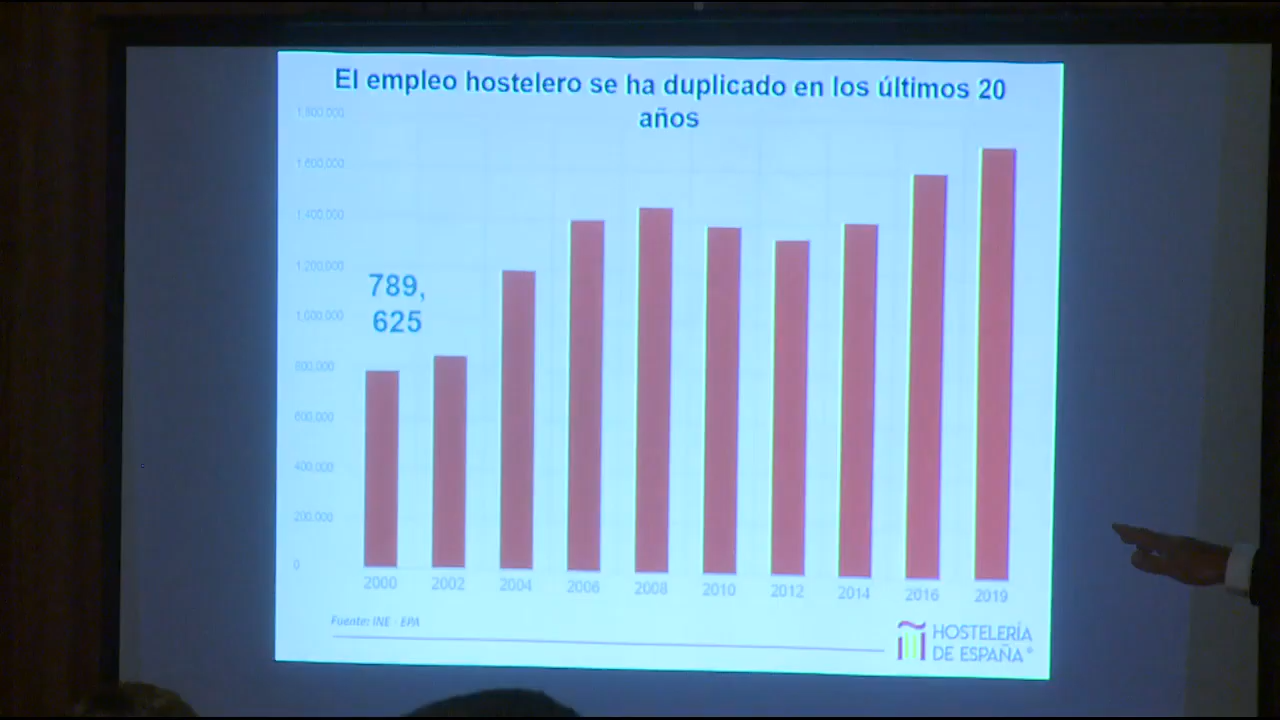 El empleo hostelero se ha duplicado en los últimos 20
años
1,800,000
1,600,000
1,400,000
1,200,000
1,000,000
800,000
600,000
400,000
200,000
0
789,
625
2000 2002 2004 2006 2008 2010 2012 2014 2016 2019
Fuente: INE - EPA
HOSTELERÍA
DE ESPAÑA